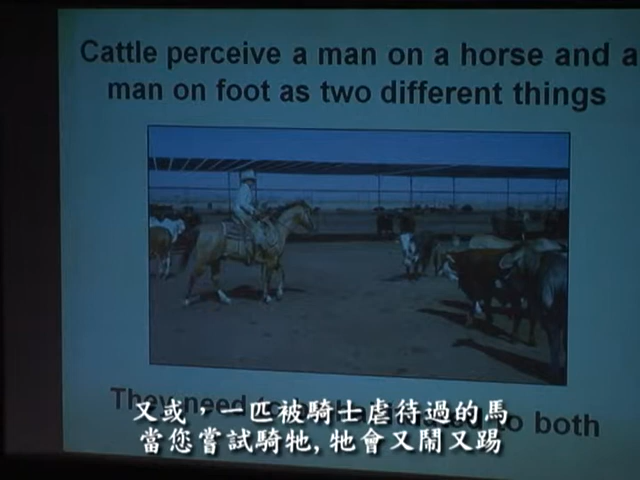 Cattle perceive a man on a horse and a
man on foot as two different things
They need to both
又或，一匹被騎士虐待過的馬
當您嘗試騎牠，牠會又鬧又踢